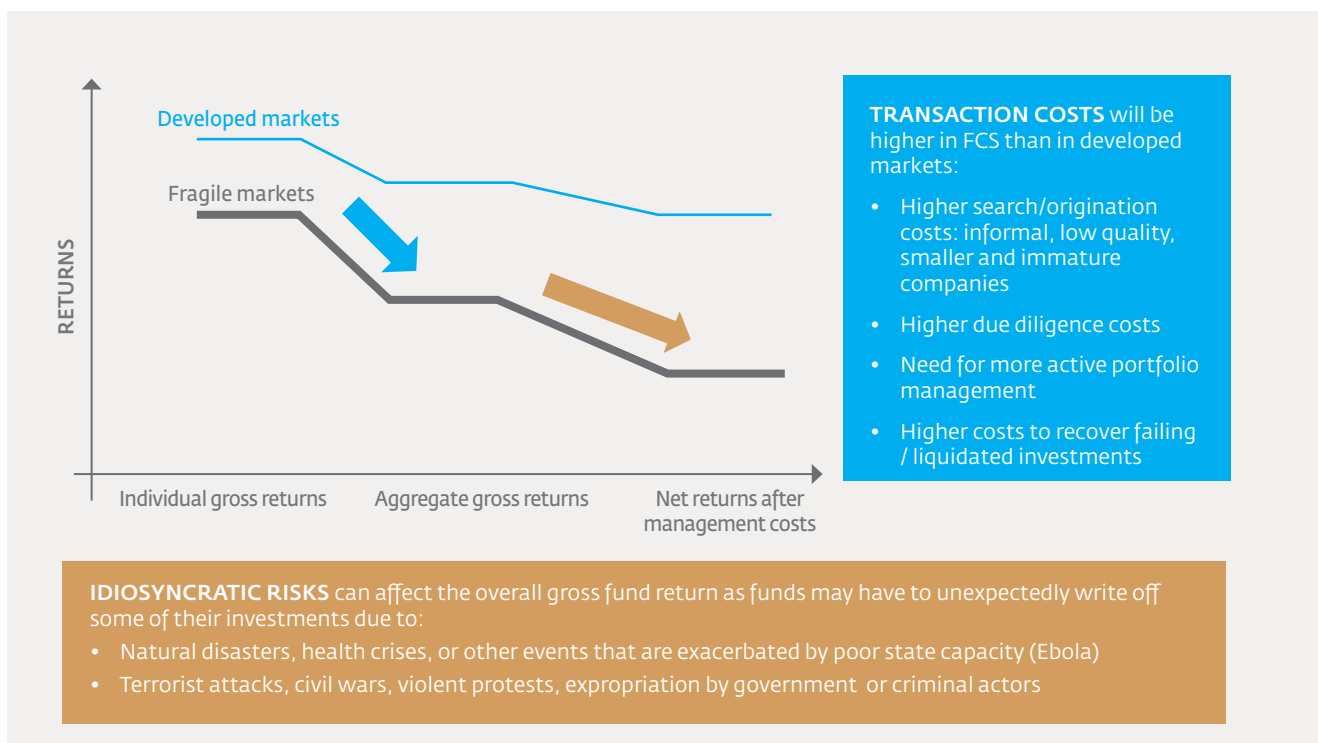 Developed markets
Fragile markets
RETURNS
Individual gross returns
Aggregate gross returns
Net returns after
management costs
TRANSACTION COSTS will be
higher in FCS than in developed
markets:
• Higher search/origination
costs: informal, low quality,
smaller and immature
companies
• Higher due diligence costs
• Need for more active portfolio
management
• Higher costs to recover failing
/ liquidated investments
IDIOSYNCRATIC RISKS can affect the overall gross fund return as funds may have to unexpectedly write off
some of their investments due to:
• Natural disasters, health crises, or other events that are exacerbated by poor state capacity (Ebola)
• Terrorist attacks, civil wars, violent protests, expropriation by government or criminal actors